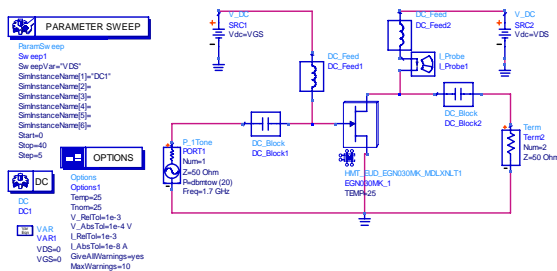 PARAMETER SWEEP
ParamSweep
Sweep1
SweepVar="VDS"
SimInstanceName[1]="DC1"
SimInstanceName[2]=
SimInstanceName[3]=
SimInstanceName[4]=
SimInstanceName[5]=
SimInstanceName[6]=
Start=0
Stop=40
Step=5
DC
DC
DC1
VAR
VAR1
VDS=0
VGS=0
OPTIONS
Options
Options1
Temp=25
Tnom=25
V_RelTol=1e-3
V_AbsTol=1e-4 V
I_RelTol=1e-3
I_AbsTol=1e-8 A
GiveAllWarnings=yes
MaxWarnings=10
V_DC
SRC1
Vdc=VGS
DC_Feed
DC_Feed1
DC_Feed
DC_Feed2
I_Probe
I_Probe1
V_DC
SRC2
Vdc=VDS
P_1Tone
PORT1
Num=1
Z=50 Ohm
P=dbmtow (20)
Freq=1.7 GHz
DC_Block
DC_Block1
HMT_EUD_EGN030MK_MDLXNLT1
EGN030MK_1
TEMP=25
DC_Block
DC_Block2
Term
Term2
Num=2
Z=50 Ohm